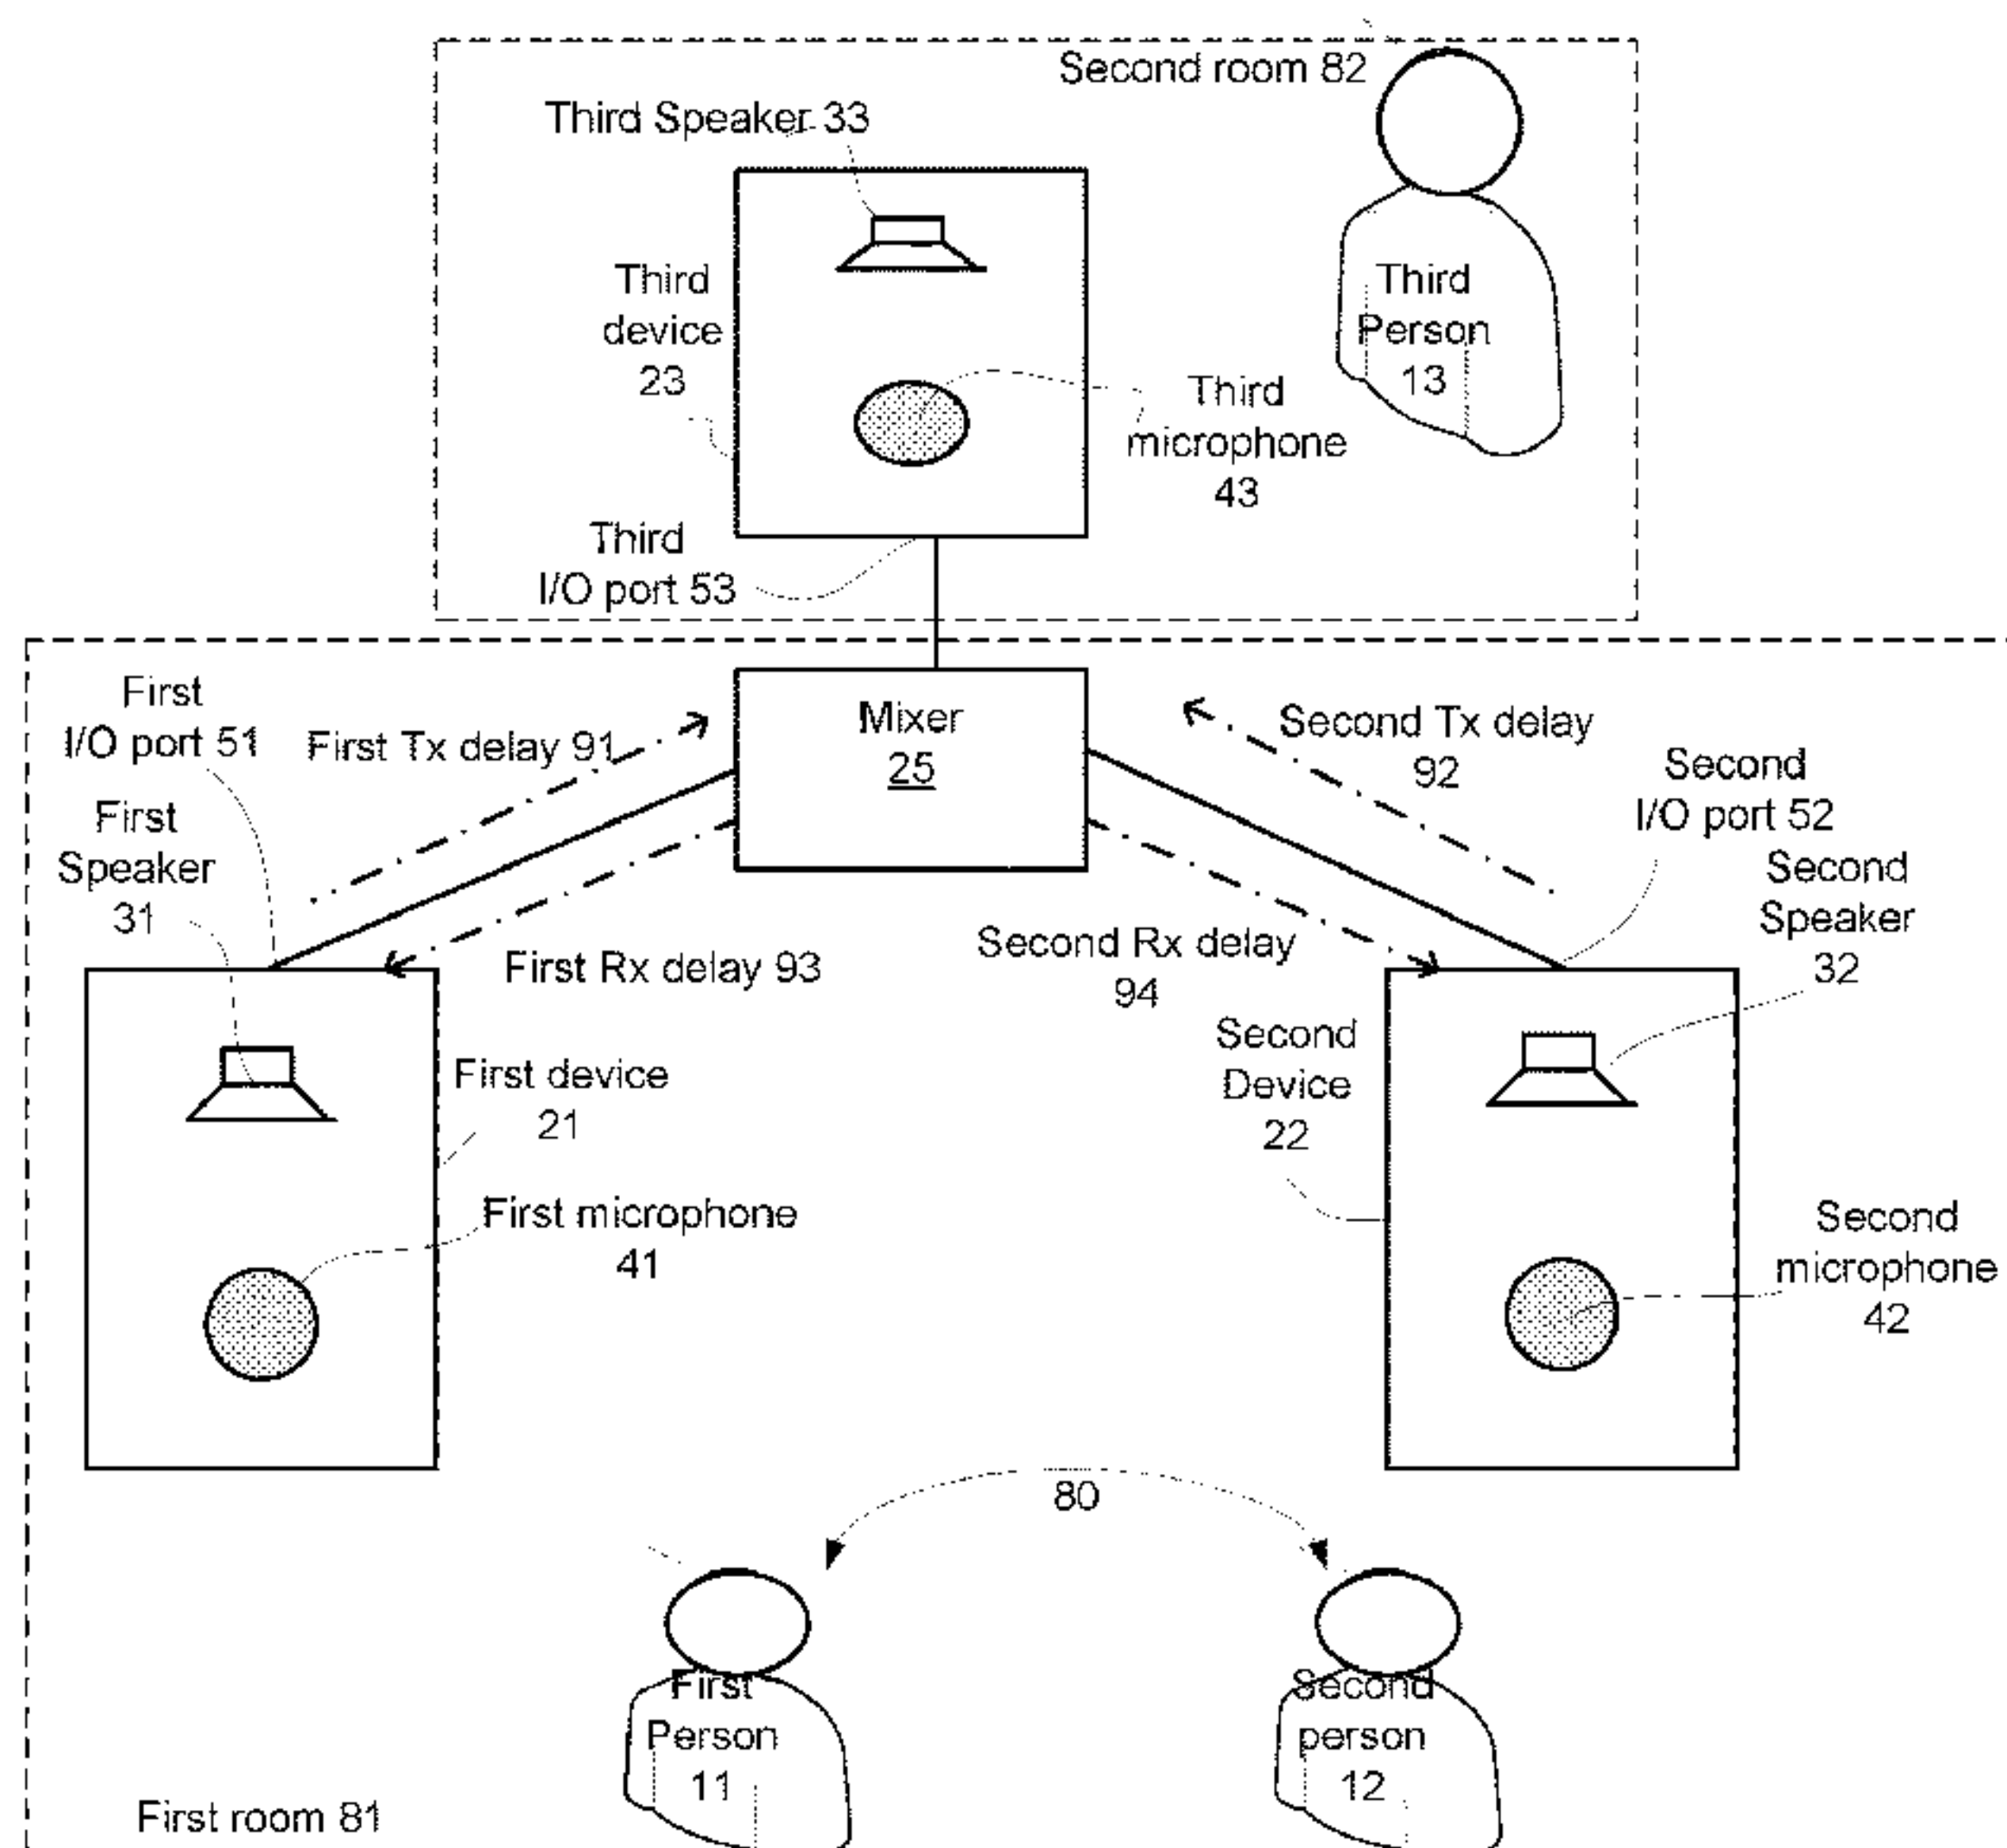 Second room 82
Third Speaker 33
Third
device
23
Third
Person
13
Third
microphone
43
Third
I/O port 53
First
I/O port 51
First Tx delay 91
Mixer
25
Second Tx delay
92
Second
I/O port 52
First
Speaker
31
Second
Speaker
32
First Rx delay 93
Second Rx delay
94
First device
21
Second
Device
22
First microphone
41
Second
microphone
42
80
First
Person
11
Second
person
12
First room 81